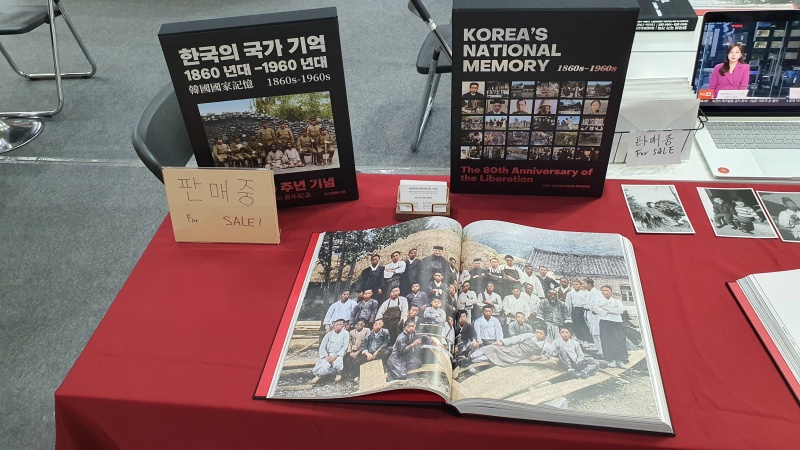 한국의 국가 기억
1860 년대 -1960 년대
韓國國家記憶 1860s-1960s
주년 기념
판매중
For SALE!
KOREA'S
NATIONAL
MEMORY 1860s-1960s
The 80th Anniversary of
the Liberation
판매중
For SALE